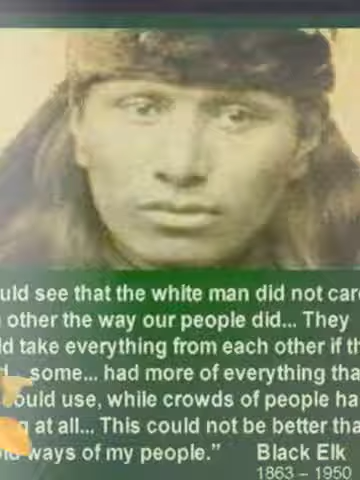 uld see that the white man did not car
other the way our people did... They
ld take everything from each other if th
d... some... had more of everything tha
ould use, while crowds of people ha
g at all... This could not be better tha
ways of my people.” Black Elk
1863 – 1950